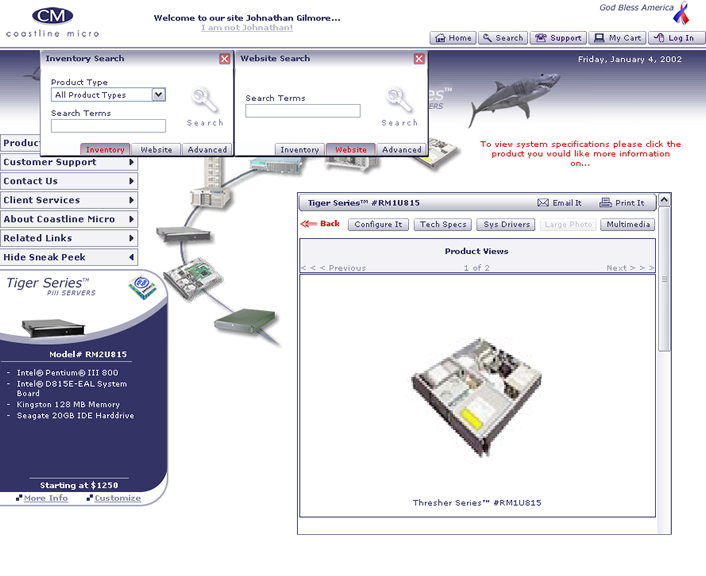 CM
coastline micro
Welcome to our site Johnathan Gilmore...
I am not Johnathan!
God Bless America
Home
Search
Support
My Cart
Log In
Friday, January 4, 2002
Inventory Search
Product Type
All Product Types
Search Terms
Search
Inventory
Website
Advanced
Website Search
Search Terms
Search
Inventory
Website
Advanced
To view system specifications please click the
product you would like more information
on...
Customer Support
Contact Us
Client Services
About Coastline Micro
Related Links
Hide Sneak Peek
Tiger Series™
PIII SERVERS
Model# RM2U815
- Intel® Pentium® III 800
- Intel® D815E-EAL System
Board
- Kingston 128 MB Memory
- Seagate 20GB IDE Harddrive
Starting at $1250
More Info
Customize
Tiger Series™ #RM1U815
Email It
Print It
Back
Configure It
Tech Specs
Sys Drivers
Large Photo
Multimedia
Product Views
< < < Previous
1 of 2
Next > > >
Thresher Series™ #RM1U815